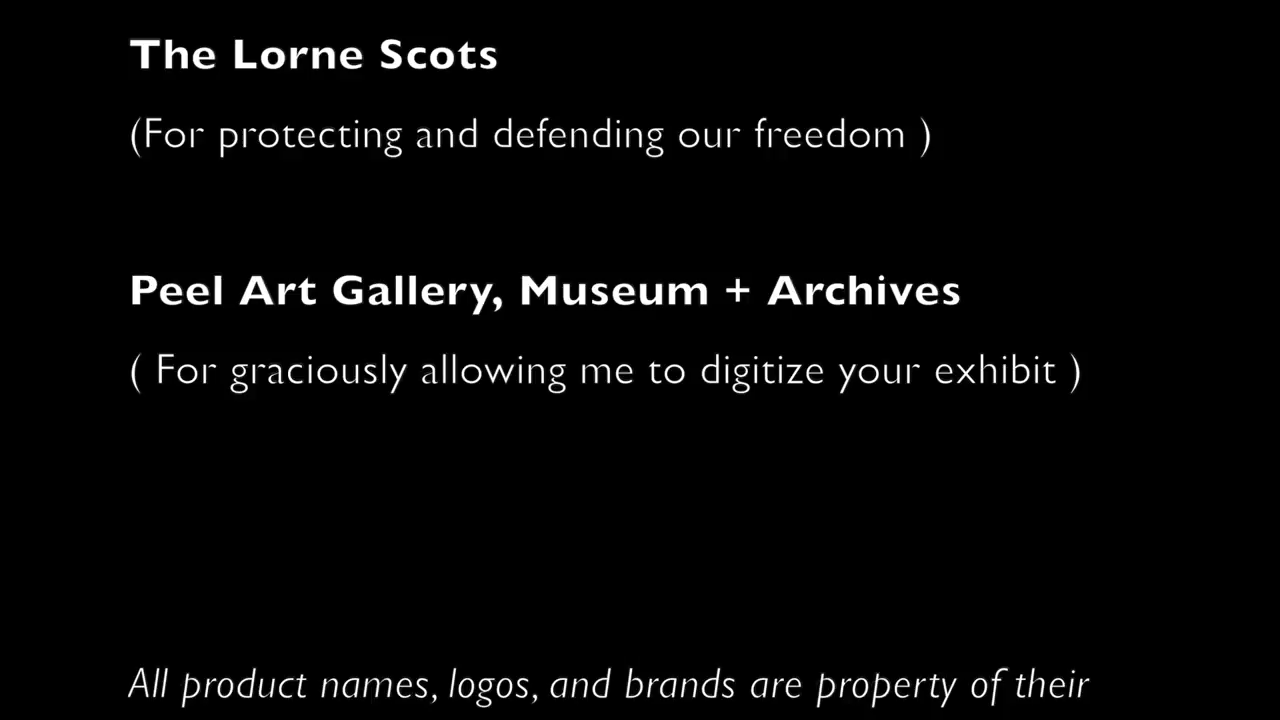 The Lorne Scots
(For protecting and defending our freedom )
Peel Art Gallery, Museum + Archives
( For graciously allowing me to digitize your exhibit )
All product names, logos, and brands are property of their